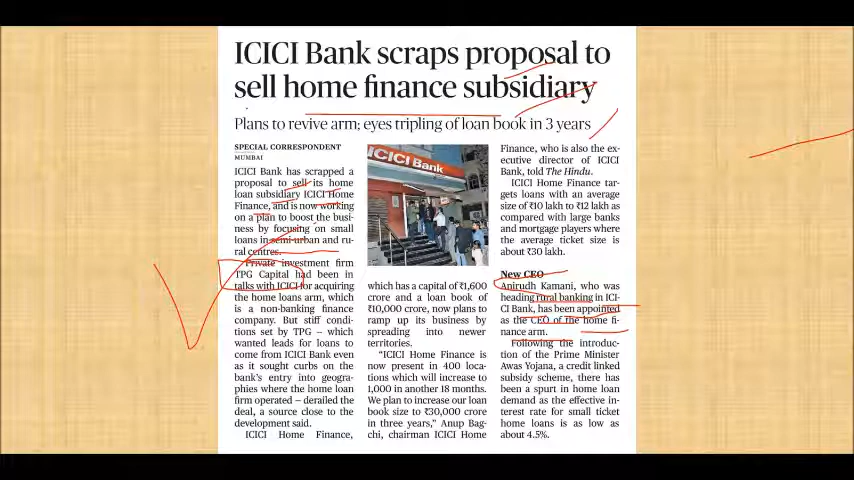 ICICI Bank scraps proposal to
sell home finance subsidiary
Plans to revive arm; eyes tripling of loan book in 3 years
SPECIAL CORRESPONDENT
MUMBAI
ICICI Bank has scrapped a
proposal to sell its home
loan subsidiary ICICI Home
Finance, and is now working
on a plan to boost the busi-
ness by focusing on small
loans in semi-urban and ru-
ral centres.
Private investment firm
TPG Capital had been in
talks with ICICI for acquiring
the home loans arm, which
is a non-banking finance
company. But stiff condi-
tions set by TPG – which
wanted leads for loans to
come from ICICI Bank even
as it sought curbs on the
bank's entry into geogra-
phies where the home loan
firm operated – derailed the
deal, a source close to the
development said.
ICICI Home Finance,
ICICI Bank
which has a capital of ₹1,600
crore and a loan book of
₹10,000 crore, now plans to
ramp up its business by
spreading into newer
territories.
"ICICI Home Finance is
now present in 400 loca-
tions which will increase to
1,000 in another 18 months.
We plan to increase our loan
book size to ₹30,000 crore
in three years," Anup Bag-
chi, chairman ICICI Home
Finance, who is also the ex-
ecutive director of ICICI
Bank, told The Hindu.
ICICI Home Finance tar-
gets loans with an average
size of ₹10 lakh to ₹12 lakh as
compared with large banks
and mortgage players where
the average ticket size is
about ₹30 lakh.
New CEO
Anirudh Kamani, who was
heading rural banking in ICI-
CI Bank, has been appointed
as the CEO of the home fi-
nance arm.
Following the introduc-
tion of the Prime Minister
Awas Yojana, a credit linked
subsidy scheme, there has
been a spurt in home loan
demand as the effective in-
terest rate for small ticket
home loans is as low as
about 4.5%.